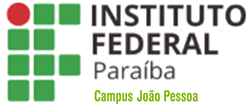 INSTITUTO
FEDERAL
Paraíba
Campus João Pessoa